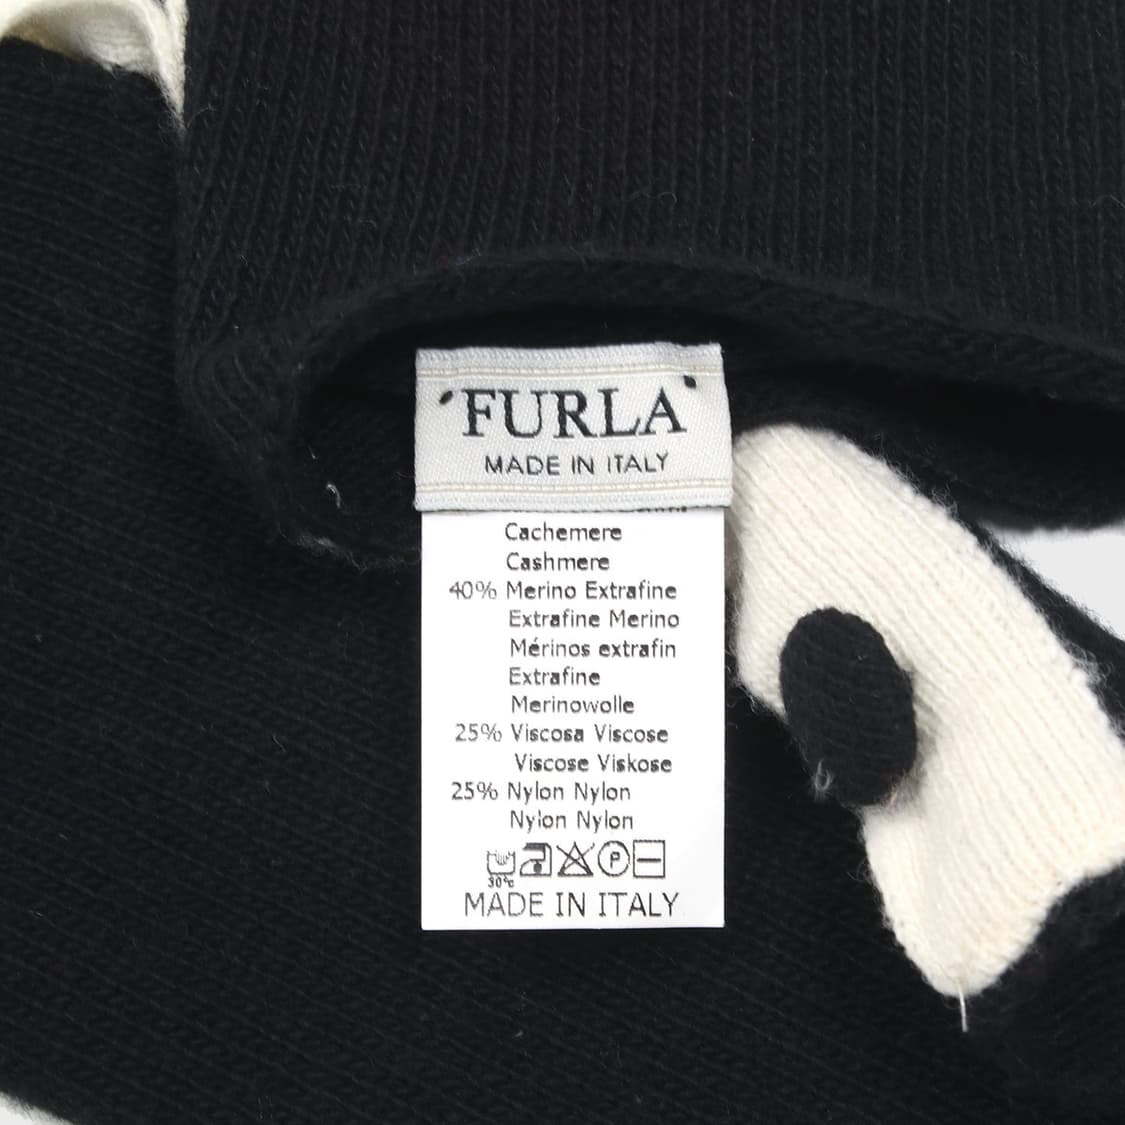 FURLA
MADE IN ITALY
Cachemere
Cashmere
40% Merino Extrafine
Extrafine Merino
Mérinos extrafin
Extrafine
Merinowolle
25% Viscosa Viscose
Viscose Viskose
25% Nylon Nylon
Nylon Nylon
30°c
P
MADE IN ITALY